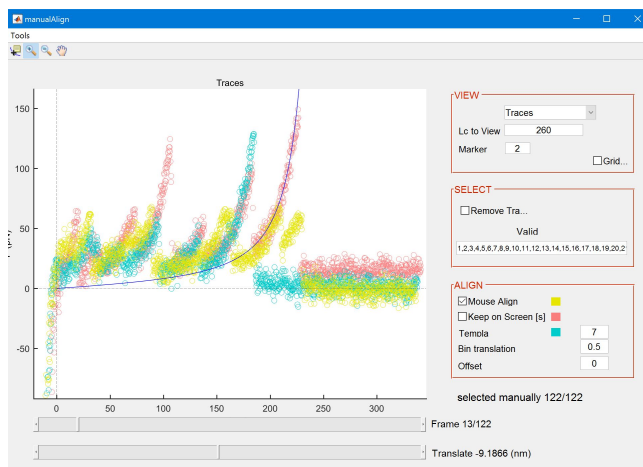 manualAlign
Tools
Traces
150
100
50
0
-50
0
50
100
150
200
250
300
VIEW
Traces
Lc to View 260
Marker 2
Grid...
SELECT
Remove Tra...
Valid
1,2,3,4,5,6,7,8,9,10,11,12,13,14,15,16,17,18,19,20,2
ALIGN
Mouse Align
Keep on Screen [s]
Templa 7
Bin translation 0.5
Offset 0
selected manually 122/122
Frame 13/122
Translate -9.1866 (nm)